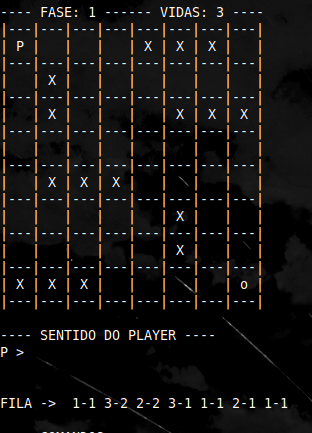 ---- FASE: 1 ------ VIDAS: 3 ----
|---|---|---|---|---|---|---|---|
| P |   |   |   | X | X | X |   |
|---|---|---|---|---|---|---|---|
|   | X |   |   |   |   |   |   |
|---|---|---|---|---|---|---|---|
|   | X |   |   |   | X | X | X |
|---|---|---|---|---|---|---|---|
|   |   |   |   |   |   |   |   |
|---|---|---|---|---|---|---|---|
|   | X | X | X |   |   |   |   |
|---|---|---|---|---|---|---|---|
|   |   |   |   |   | X |   |   |
|---|---|---|---|---|---|---|---|
|   |   |   |   |   | X |   |   |
|---|---|---|---|---|---|---|---|
| X | X | X |   |   |   |   | o |
|---|---|---|---|---|---|---|---|
---- SENTIDO DO PLAYER ----
P >
FILA ->  1-1 3-2 2-2 3-1 1-1 2-1 1-1